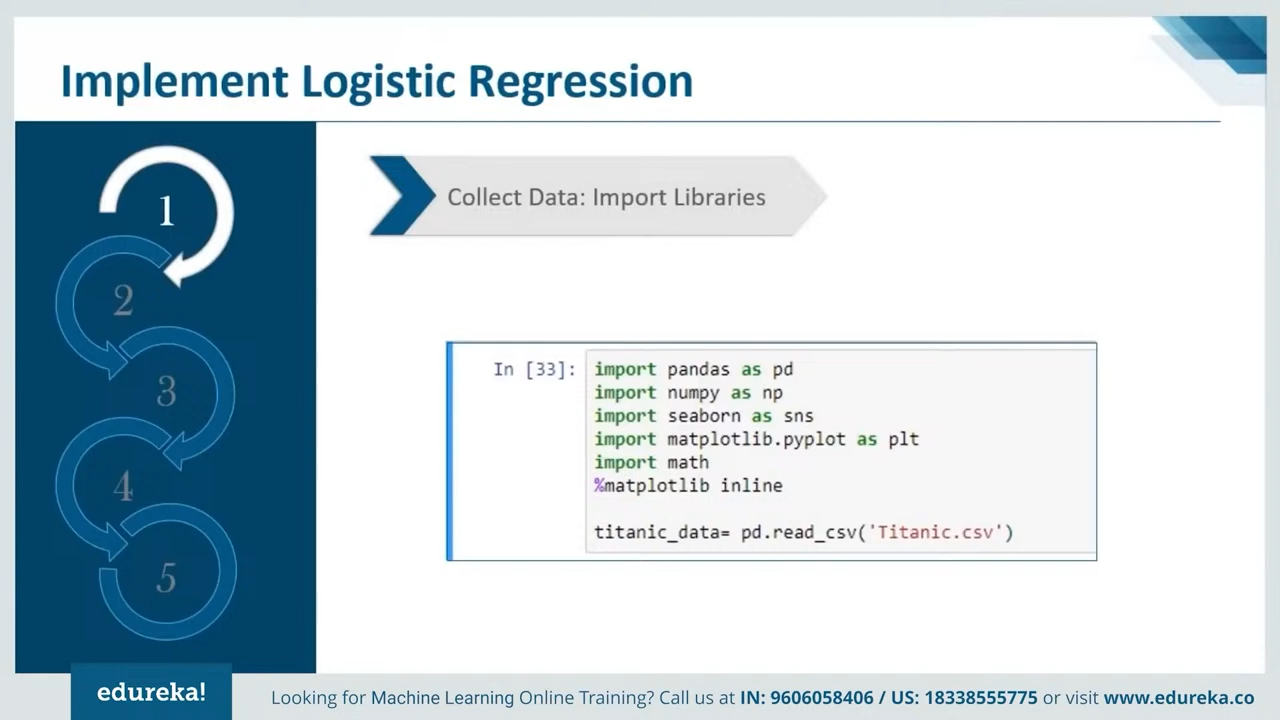 Implement Logistic Regression
1
2
3
4
5
Collect Data: Import Libraries
In [33]:
import pandas as pd
import numpy as np
import seaborn as sns
import matplotlib.pyplot as plt
import math
%matplotlib inline
titanic_data= pd.read_csv('Titanic.csv')
edureka!
Looking for Machine Learning Online Training? Call us at IN: 9606058406 / US: 18338555775 or visit www.edureka.co